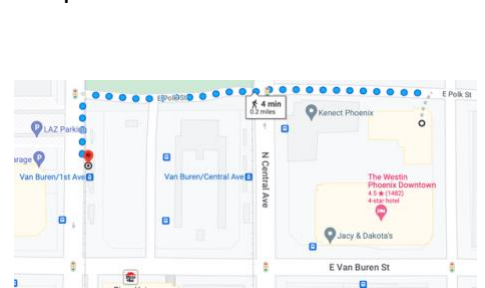 E Polk St
E Polk St
4 min
0.2 miles
Kenect Phoenix
LAZ Parki
arage
Van Buren/1st Ave
Van Buren/Central Ave
N Central Ave
The Westin
Phoenix Downtown
4.5 ★ (1482)
4-star hotel
Jacy & Dakota's
E Van Buren St